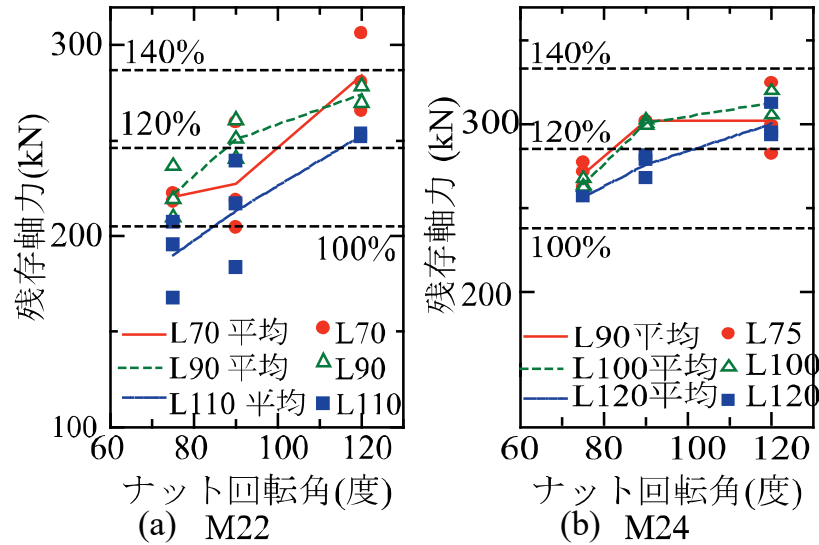 300
200
100
140%
120%
100%
残存軸力(kN)
L70 平均
L70
L90 平均
L90
L110 平均
L110
60
80
100
120
ナット回転角(度)
(a) M22
300
200
140%
120%
100%
残存軸力 (kN)
L90平均
L75
L100平均
L100
L120平均
L120
60
80
100
120
ナット回転角(度)
(b) M24